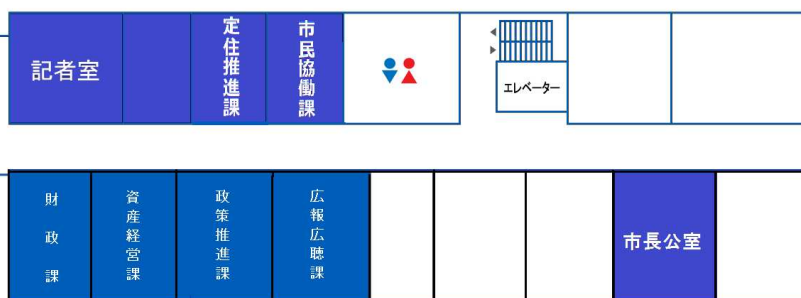 記者室
定住推進課
市民協働課
エレベーター
財政課
資産経営課
政策推進課
広報広聴課
市長公室